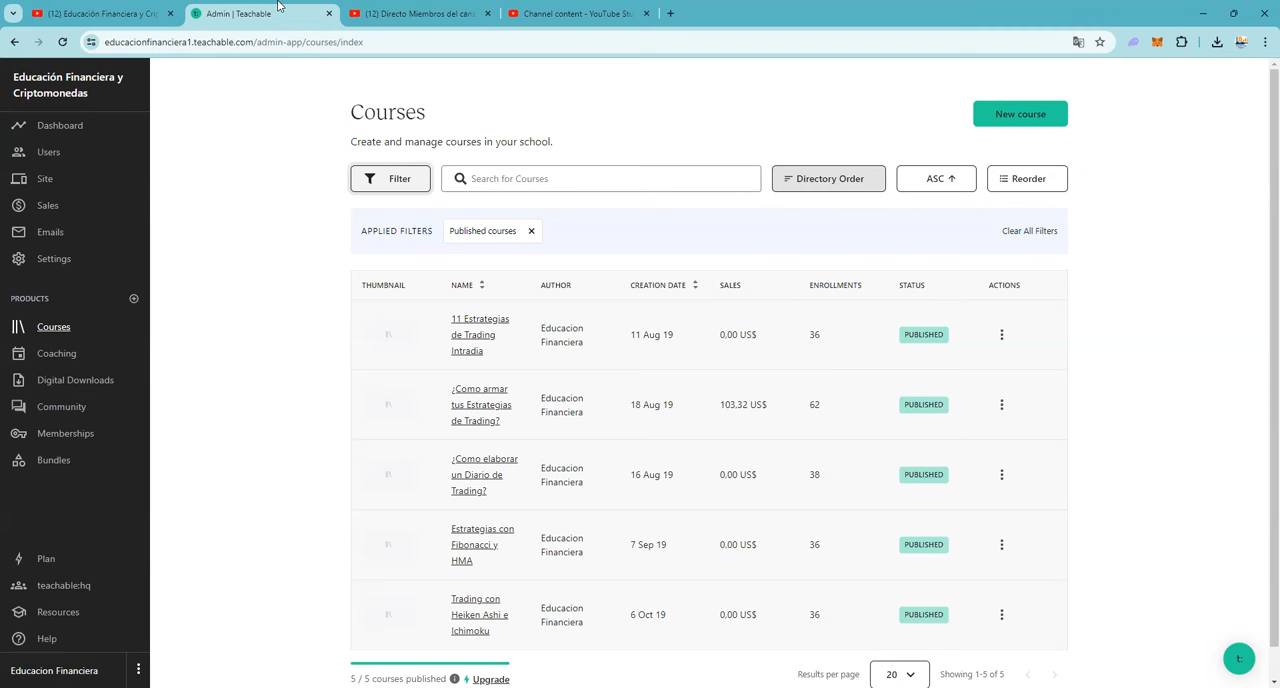 (12) Educación Financiera y Crip
Admin | Teachable
(12) Directo Miembros del cana
Channel content - YouTube Stu
educacionfinanciera1.teachable.com/admin-app/courses/index
Educación Financiera y
Criptomonedas
Dashboard
Users
Site
Sales
Emails
Settings
PRODUCTS
Courses
Coaching
Digital Downloads
Community
Memberships
Bundles
Plan
teachable:hq
Resources
Help
Educacion Financiera
Courses
New course
Create and manage courses in your school.
Filter
Search for Courses
Directory Order
ASC
Reorder
APPLIED FILTERS
Published courses
Clear All Filters
THUMBNAIL NAME AUTHOR CREATION DATE SALES ENROLLMENTS STATUS ACTIONS
11 Estrategias
de Trading
Intradia
Educacion
Financiera
11 Aug 19
0,00 US$
36
PUBLISHED
¿Como armar
tus Estrategias
de Trading?
Educacion
Financiera
18 Aug 19
103,32 US$
62
PUBLISHED
¿Como elaborar
un Diario de
Trading?
Educacion
Financiera
16 Aug 19
0,00 US$
38
PUBLISHED
Estrategias con
Fibonacci y
HMA
Educacion
Financiera
7 Sep 19
0,00 US$
36
PUBLISHED
Trading con
Heiken Ashi e
Ichimoku
Educacion
Financiera
6 Oct 19
0,00 US$
36
PUBLISHED
5 / 5 courses published
Upgrade
Results per page
20
Showing 1-5 of 5
t: